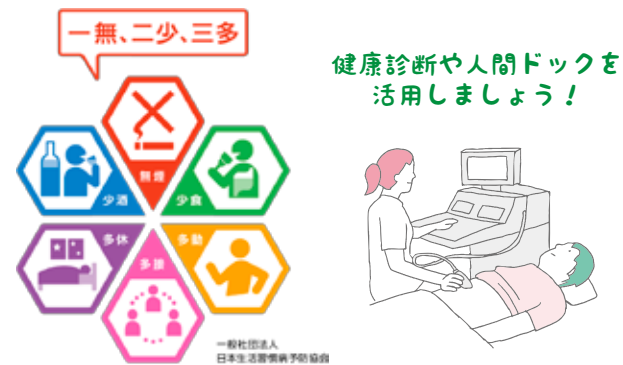 一無、二少、三多
無煙
少酒
少食
多休
多動
多接
一般社団法人
日本生活習慣病予防協会
健康診断や人間ドックを
活用しましょう！